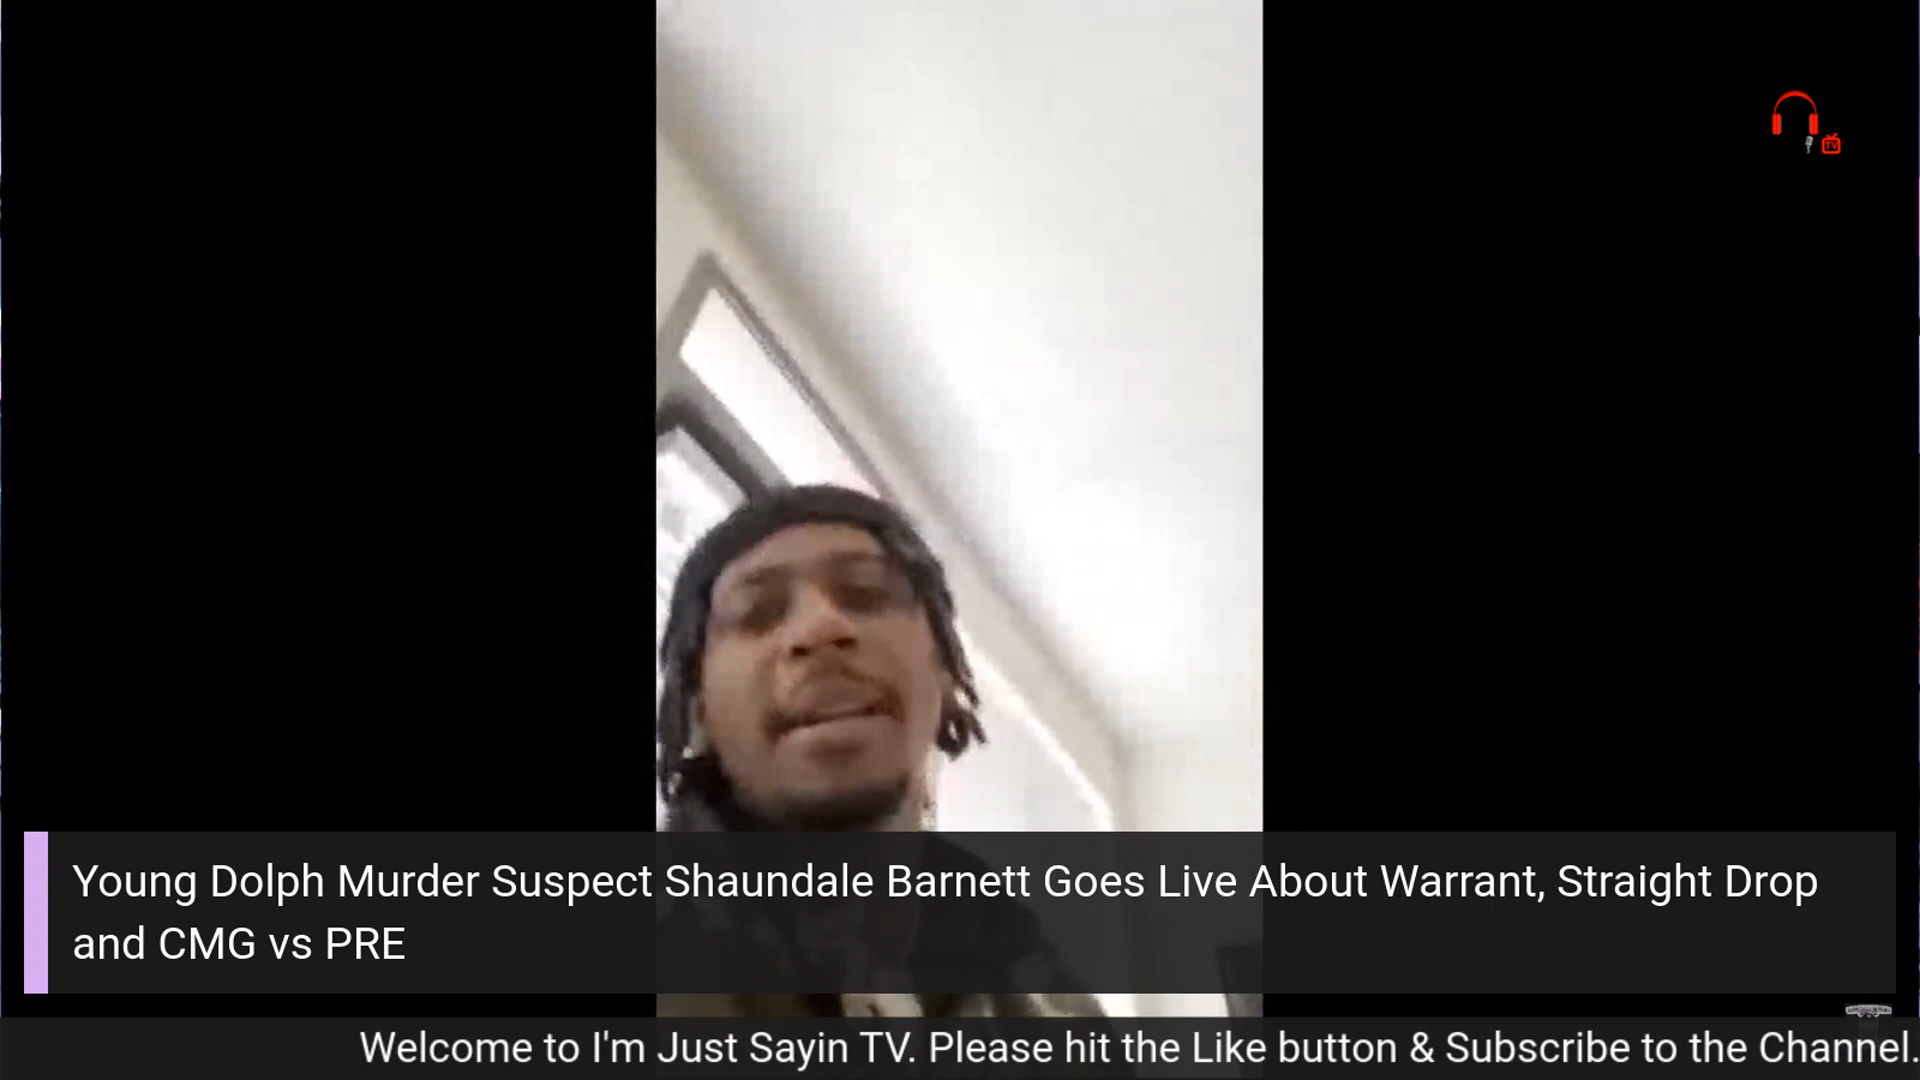 TV
Young Dolph Murder Suspect Shaundale Barnett Goes Live About Warrant, Straight Drop
and CMG vs PRE
Welcome to I'm Just Sayin TV. Please hit the Like button & Subscribe to the Channel.